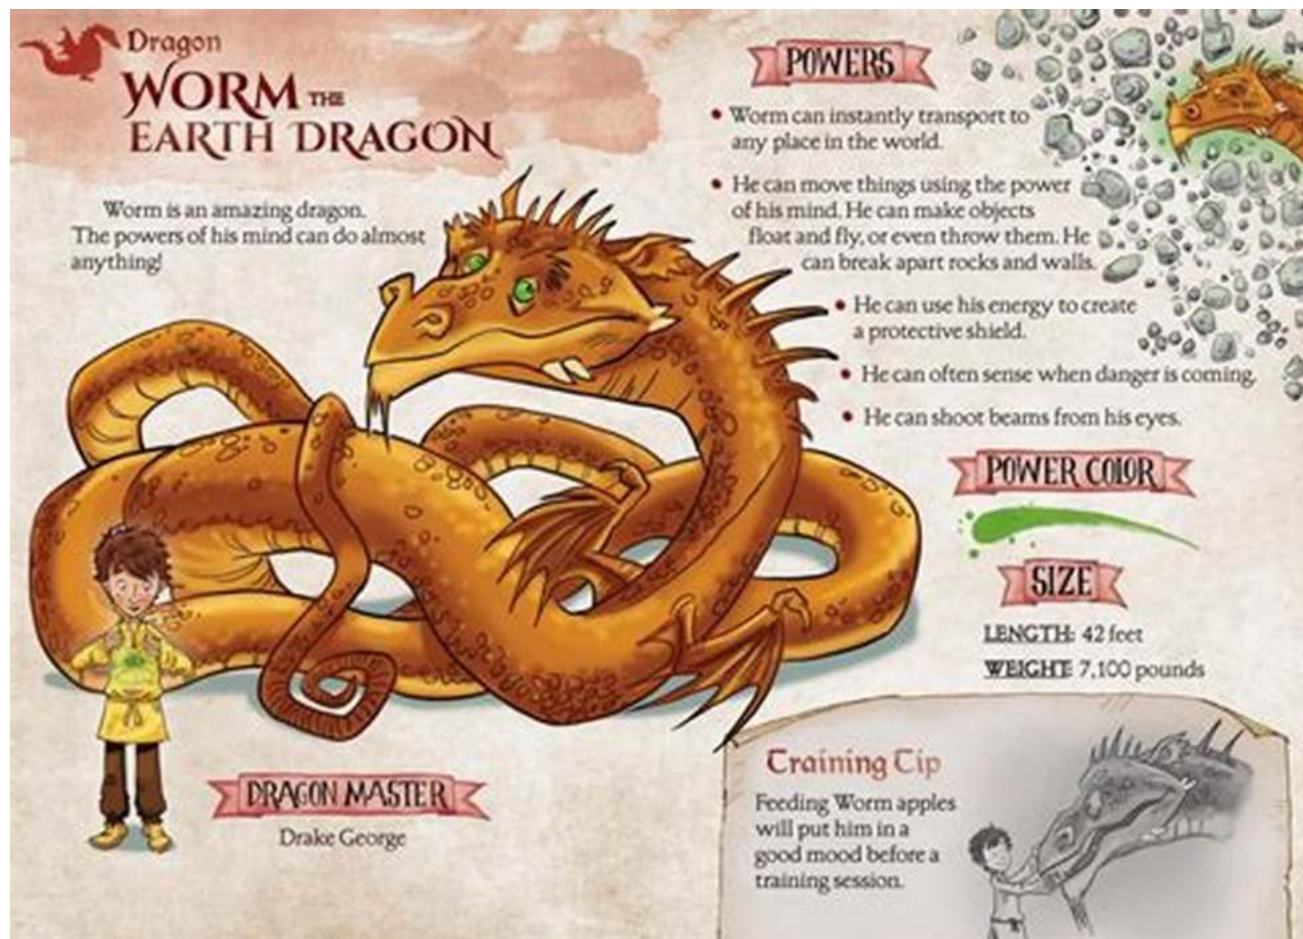 Dragon
WORM THE
EARTH DRAGON
Worm is an amazing dragon.
The powers of his mind can do almost
anything!
POWERS
• Worm can instantly transport to
any place in the world.
• He can move things using the power
of his mind. He can make objects
float and fly, or even throw them. He
can break apart rocks and walls.
• He can use his energy to create
a protective shield.
• He can often sense when danger is coming.
• He can shoot beams from his eyes.
POWER COLOR
SIZE
LENGTH: 42 feet
WEIGHT: 7,100 pounds
DRAGON MASTER
Drake George
Training Tip
Feeding Worm apples
will put him in a
good mood before a
training session.